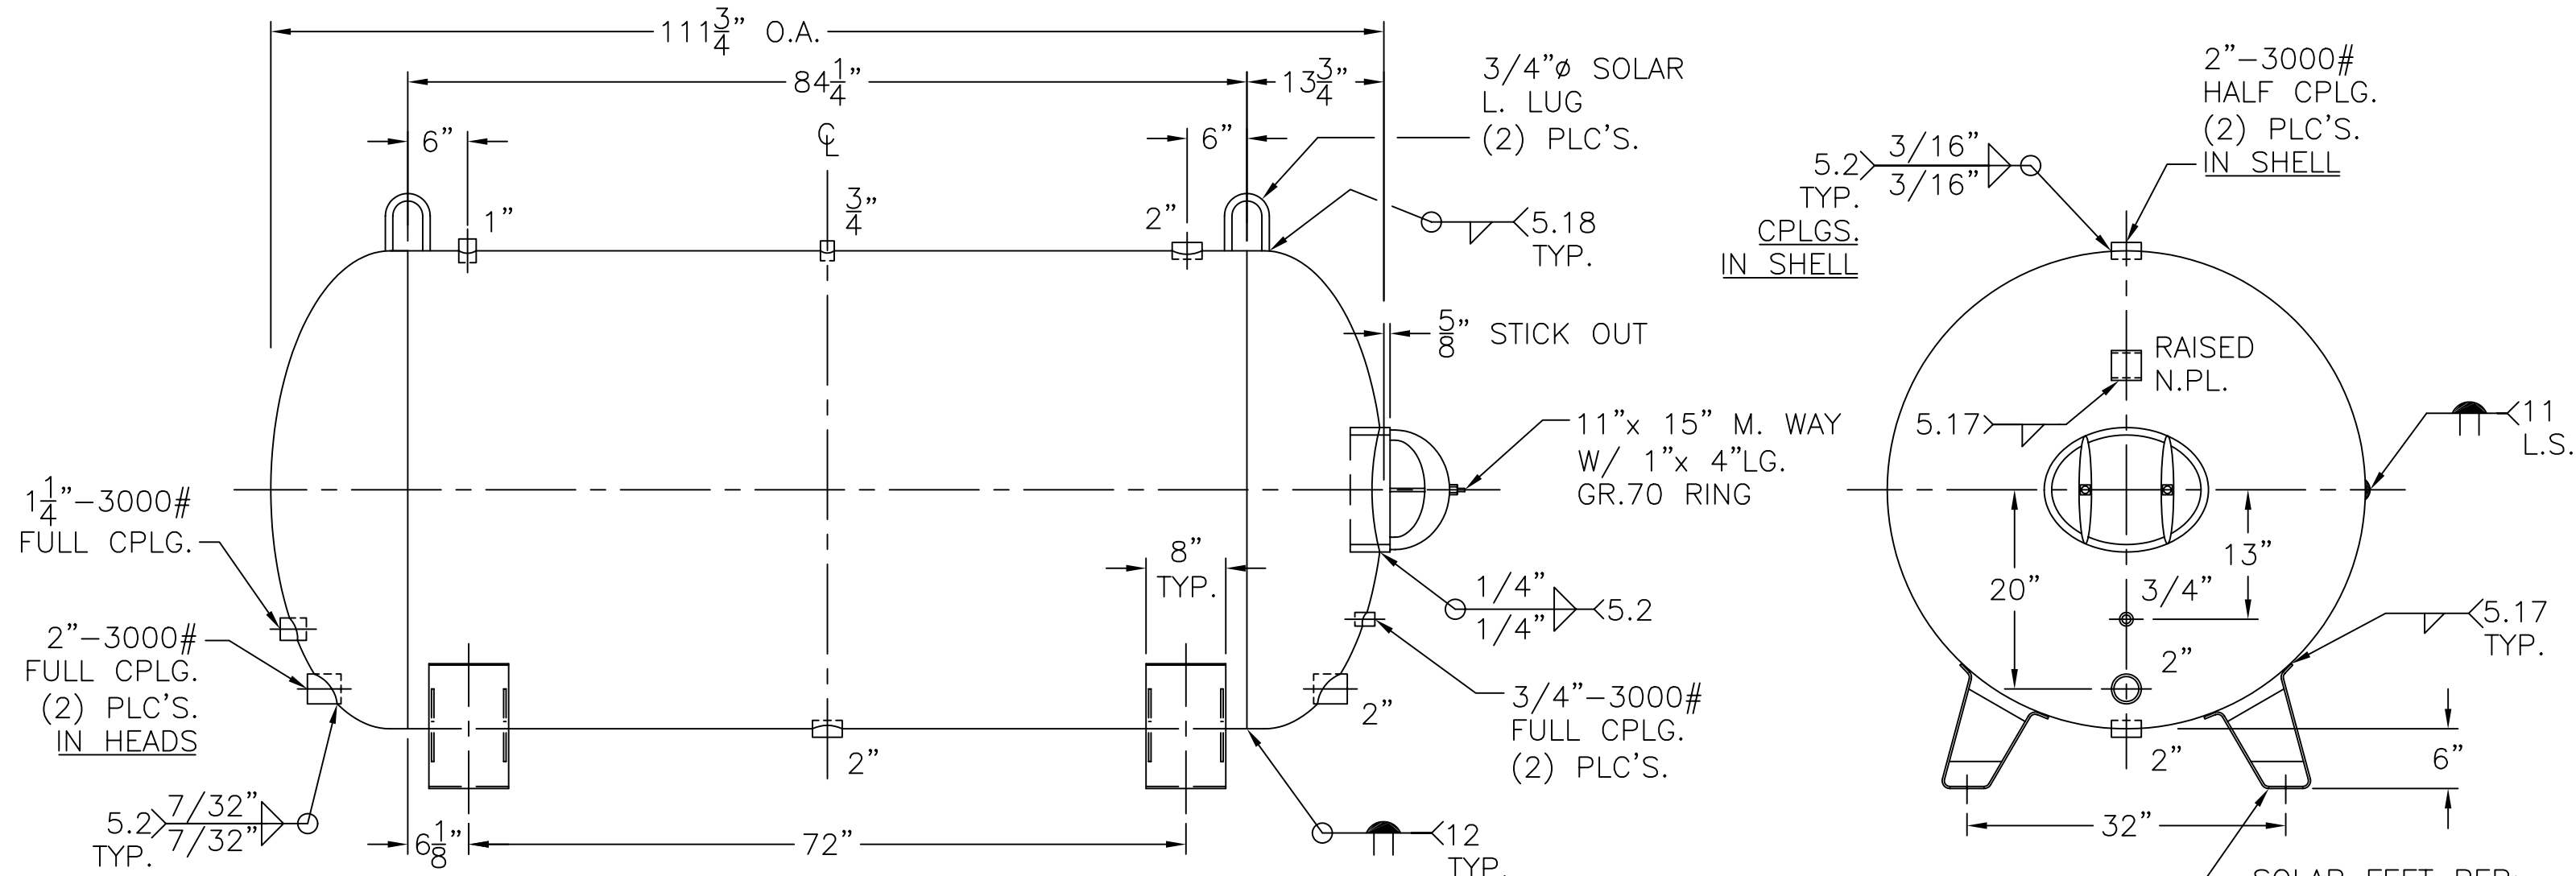 111 3/4" O.A.
84 1/4"
13 3/4"
3/4"ø SOLAR
L. LUG
(2) PLC'S.
2"-3000#
HALF CPLG.
(2) PLC'S.
IN SHELL
6"
℄
6"
3/16"
3/16"
5.2
TYP.
CPLGS.
IN SHELL
1"
3/4"
2"
5.18
TYP.
5/8" STICK OUT
RAISED
N.PL.
5.17
11
L.S.
11"x 15" M. WAY
W/ 1"x 4"LG.
GR.70 RING
1 1/4"-3000#
FULL CPLG.
8"
TYP.
13"
20"
3/4"
1/4"
1/4"
5.2
5.17
TYP.
2"-3000#
FULL CPLG.
(2) PLC'S.
IN HEADS
2"
2"
3/4"-3000#
FULL CPLG.
(2) PLC'S.
2"
2"
6"
7/32"
7/32"
5.2
TYP.
6 1/8"
72"
12
TYP.
32"
SOLAR FEET PER: